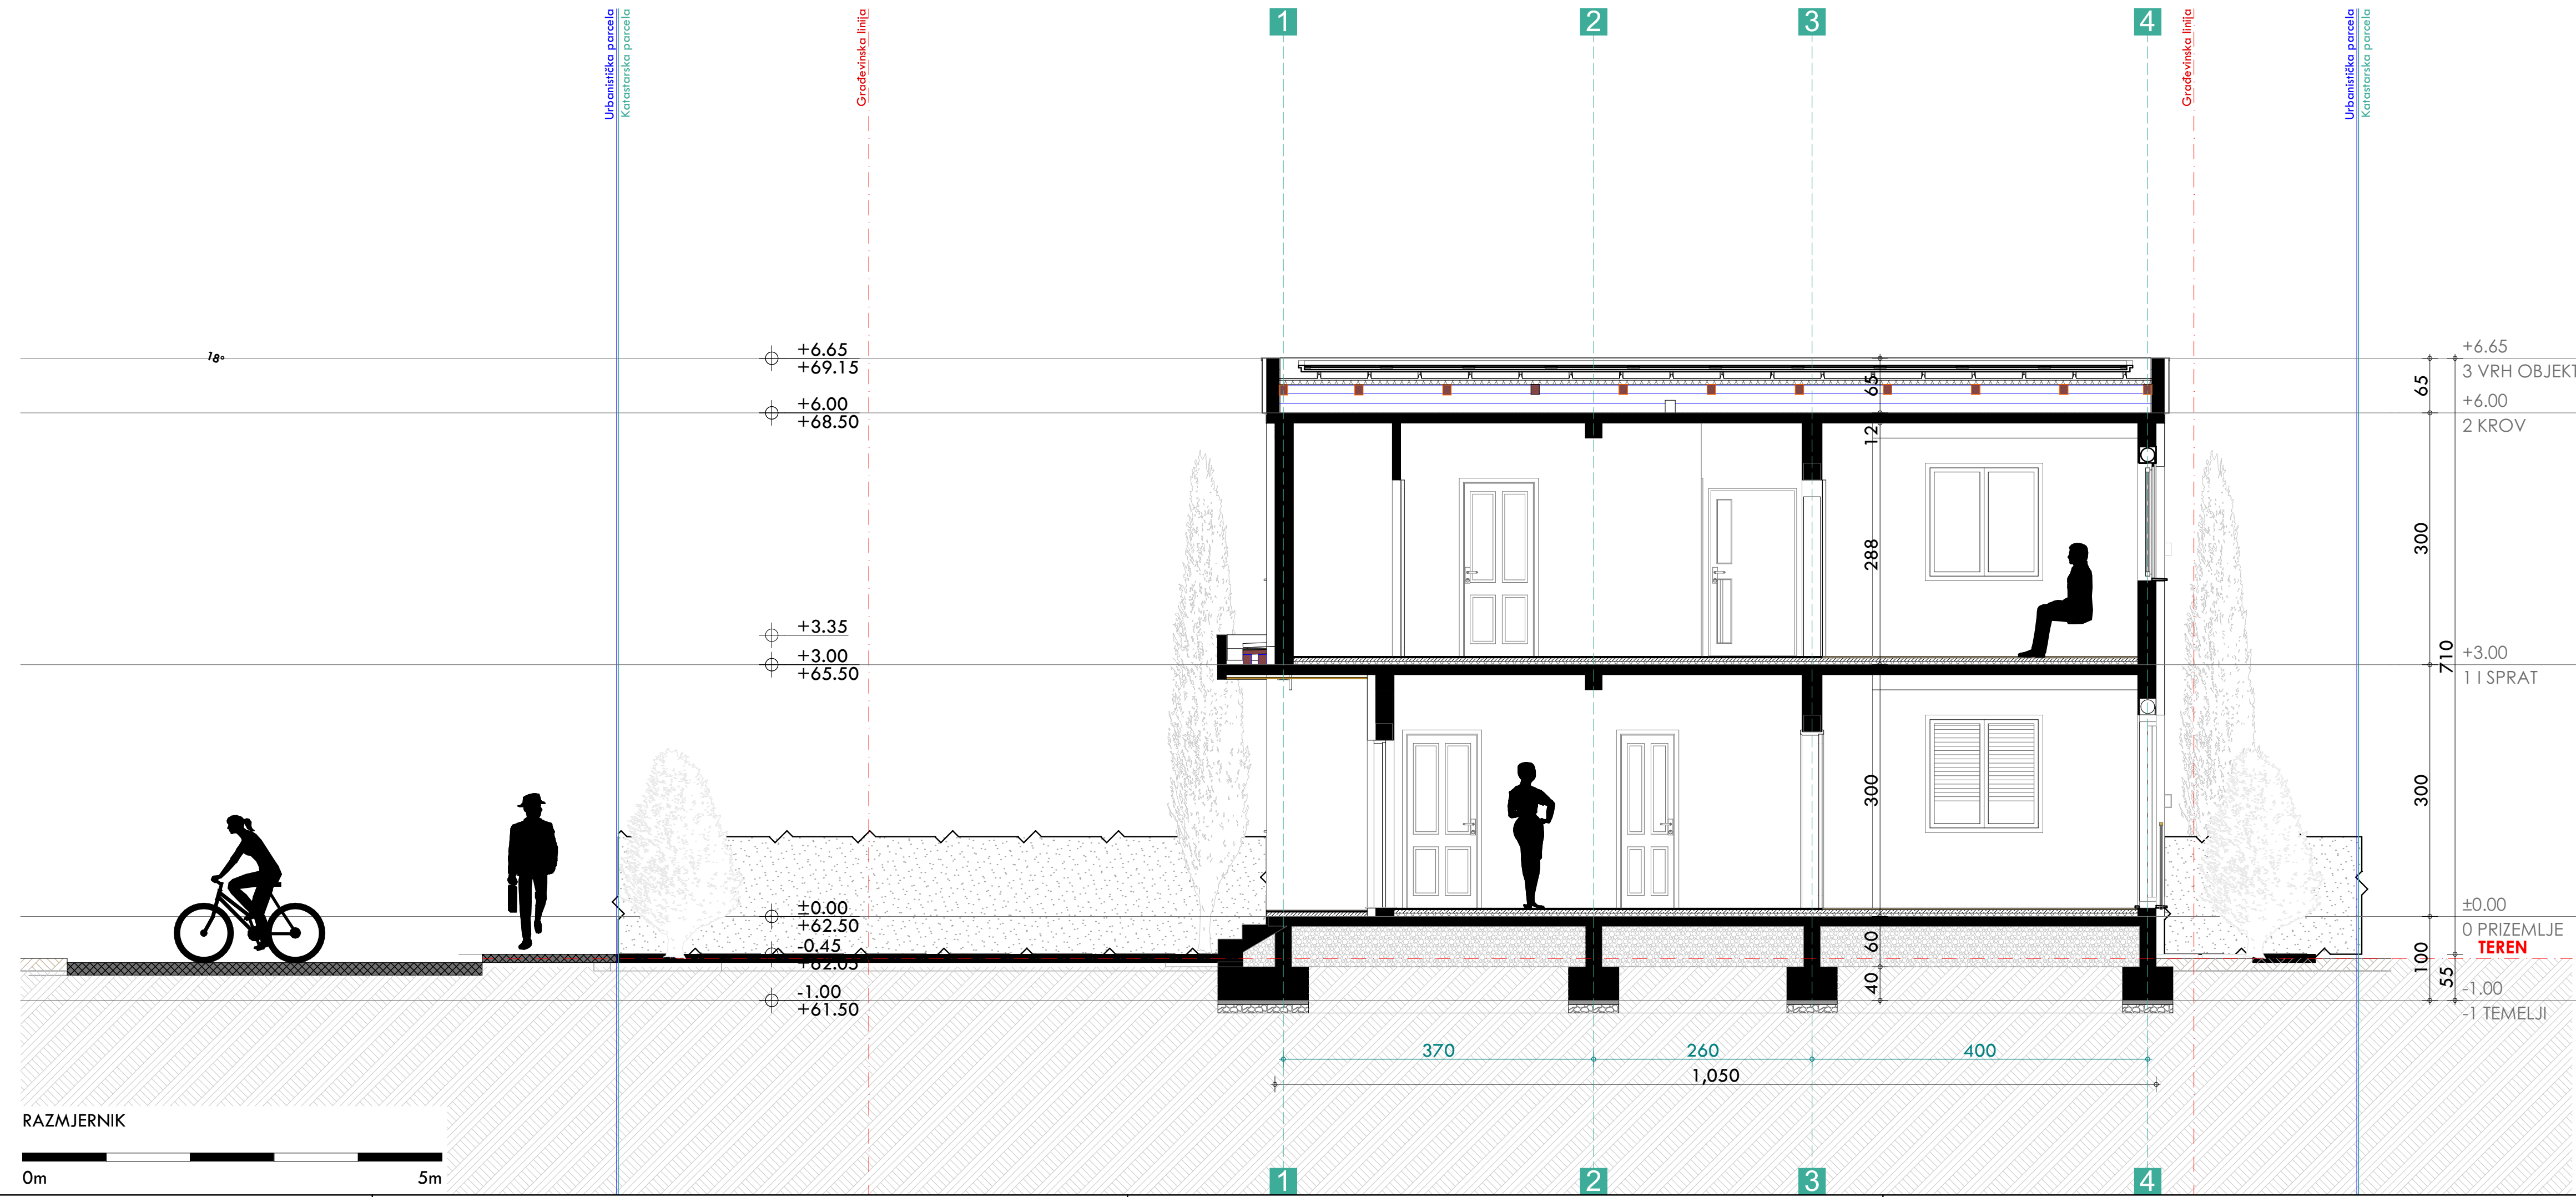 Urbanistička parcela
Katastarska parcela
Građevinska linija
1
2
3
4
Građevinska linija
Urbanistička parcela
Katastarska parcela
18°
+6.65
+69.15
+6.00
+68.50
+3.35
+3.00
+65.50
±0.00
+62.50
-0.45
+62.05
-1.00
+61.50
65
12
288
300
60
40
65
300
300
100
710
55
+6.65
3 VRH OBJEKT
+6.00
2 KROV
+3.00
1 I SPRAT
±0.00
0 PRIZEMLJE
TEREN
-1.00
-1 TEMELJI
370
260
400
1,050
RAZMJERNIK
0m
5m
1
2
3
4